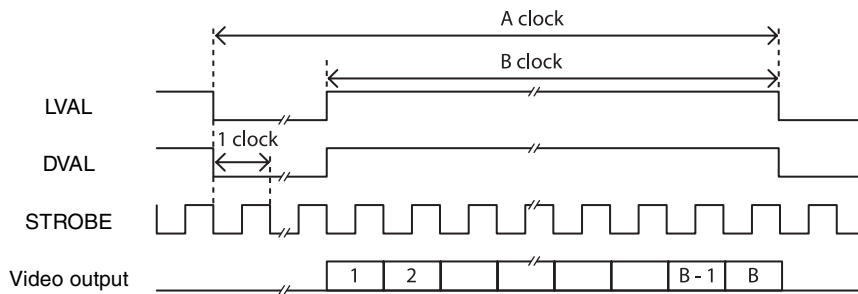 A clock
B clock
LVAL
1 clock
DVAL
STROBE
Video output 1 2 B - 1 B